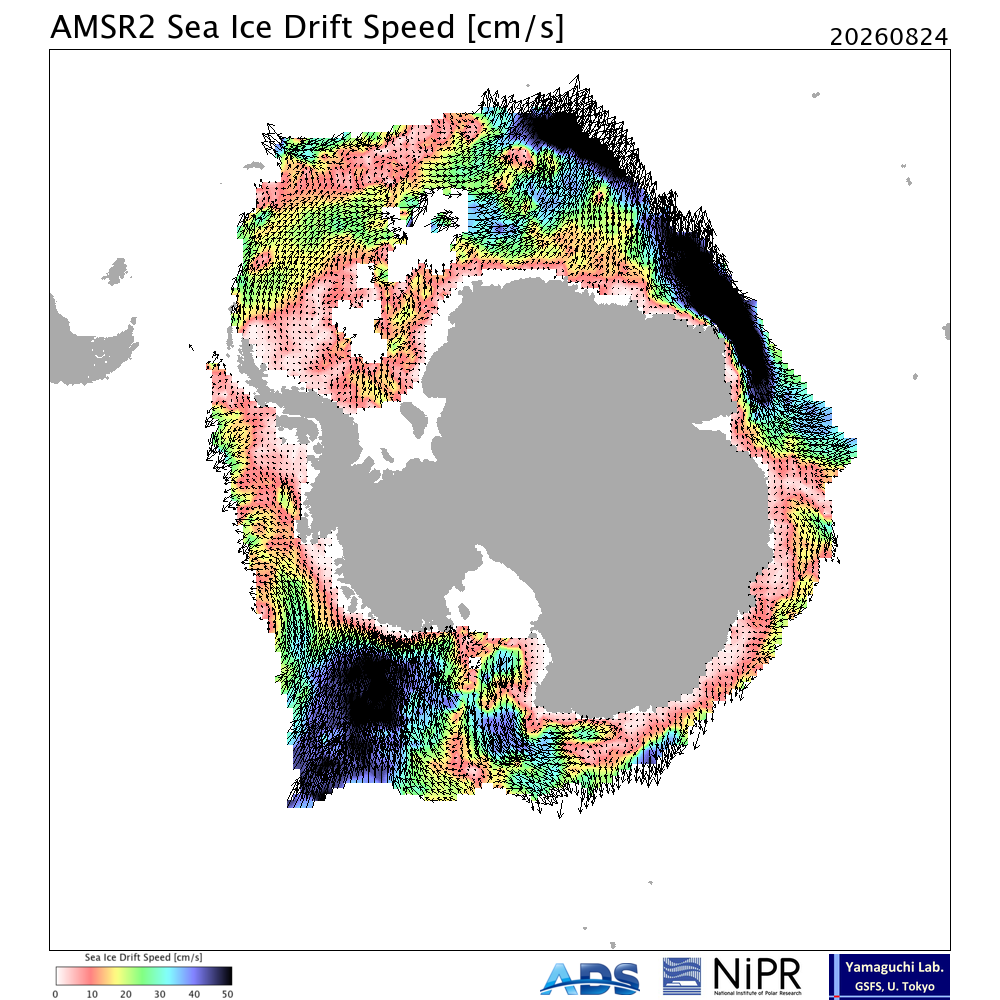 AMSR2 Sea Ice Drift Speed [cm/s]
20260824
Sea Ice Drift Speed [cm/s]
0 10 20 30 40 50
ADS
NiPR
National Institute of Polar Research
Yamaguchi Lab.
GSFS, U. Tokyo